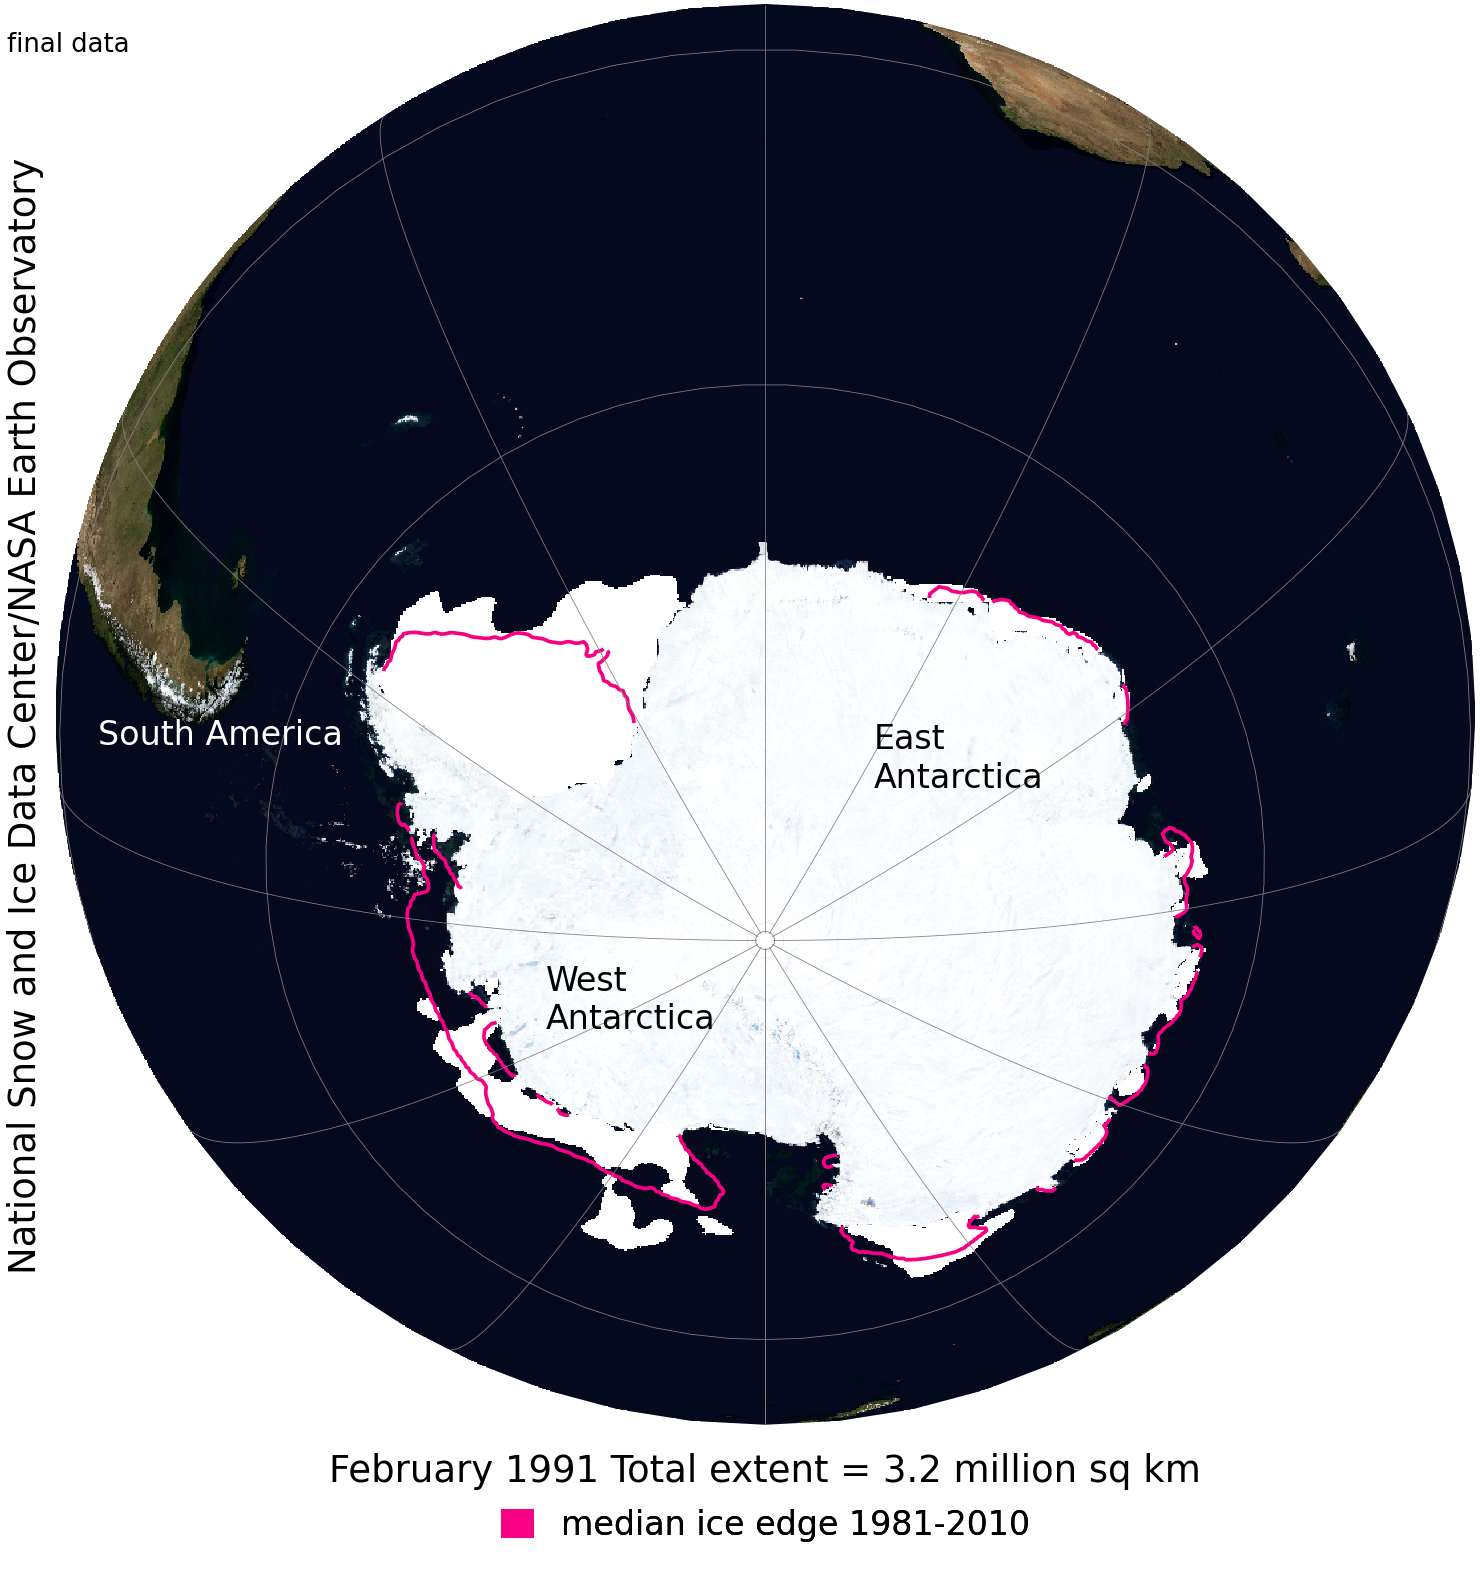 final data
National Snow and Ice Data Center/NASA Earth Observatory
South America
East
Antarctica
West
Antarctica
February 1991 Total extent = 3.2 million sq km
median ice edge 1981-2010